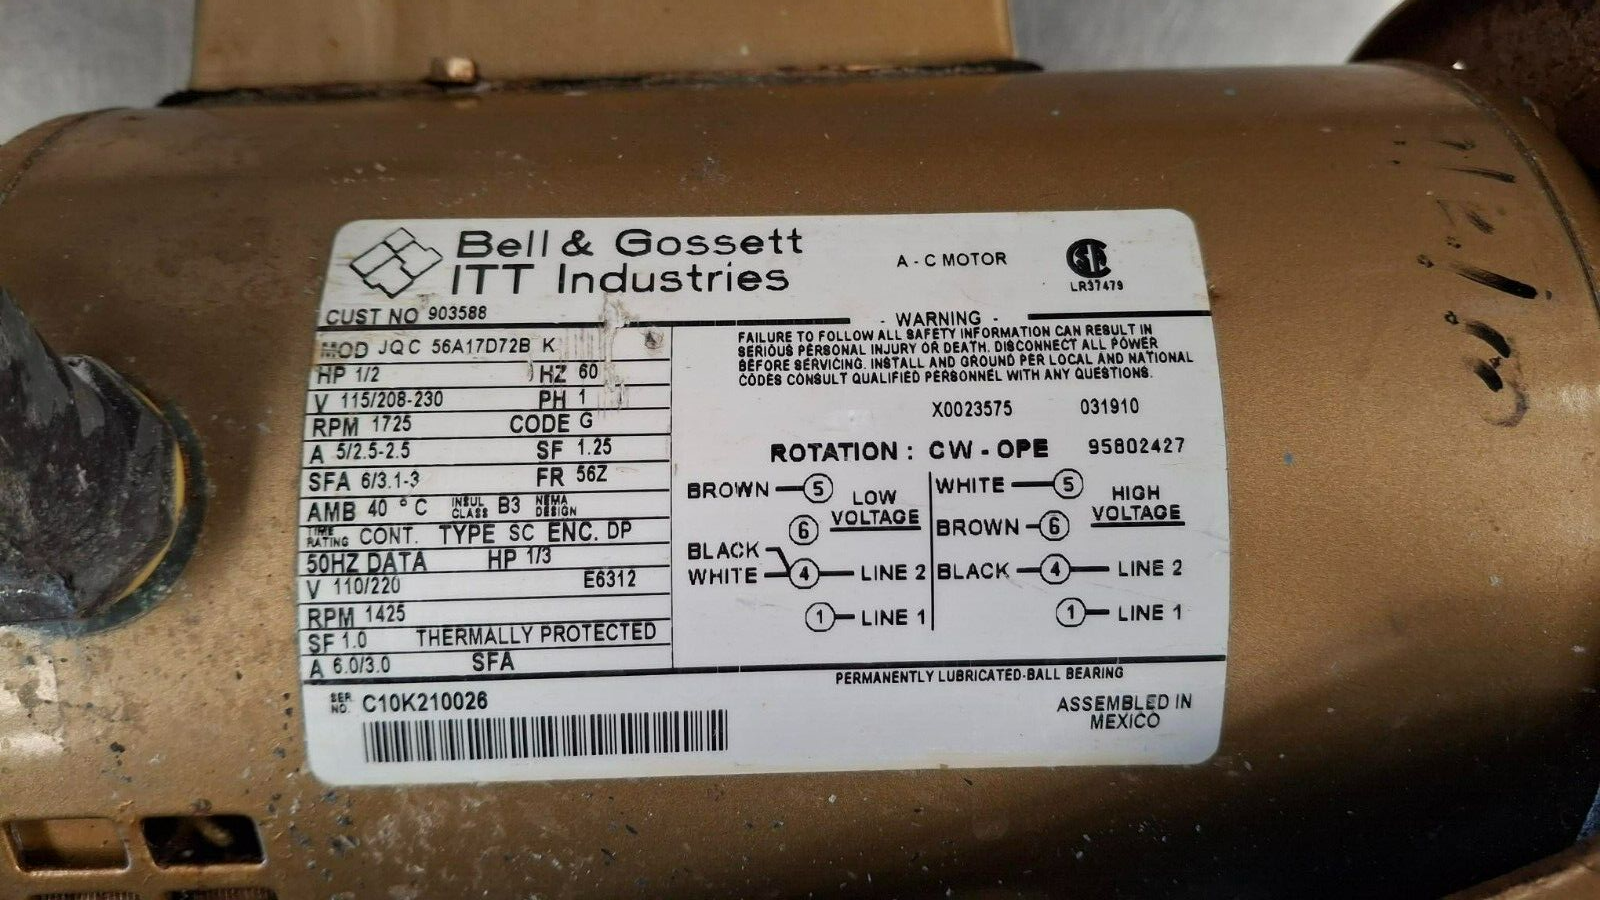 Bell & Gossett
ITT Industries
A - C MOTOR
LR37479
CUST NO 903588
MOD JQC 56A17D72B K
HP 1/2 HZ 60
V 115/208-230 PH 1
RPM 1725 CODE G
A 5/2.5-2.5 SF 1.25
SFA 6/3.1-3 FR 56Z
AMB 40 °C INSUL CLASS B3 NEMA DESIGN
TIME RATING CONT. TYPE SC ENC. DP
50HZ DATA HP 1/3
V 110/220 E6312
RPM 1425
SF 1.0 THERMALLY PROTECTED
A 6.0/3.0 SFA
SER. NO. C10K210026
- WARNING -
FAILURE TO FOLLOW ALL SAFETY INFORMATION CAN RESULT IN
SERIOUS PERSONAL INJURY OR DEATH. DISCONNECT ALL POWER
BEFORE SERVICING. INSTALL AND GROUND PER LOCAL AND NATIONAL
CODES CONSULT QUALIFIED PERSONNEL WITH ANY QUESTIONS.
X0023575 031910
ROTATION : CW - OPE 95802427
BROWN 5 LOW VOLTAGE
6
BLACK
WHITE 4 LINE 2
1 LINE 1
WHITE 5 HIGH VOLTAGE
BROWN 6
BLACK 4 LINE 2
1 LINE 1
PERMANENTLY LUBRICATED-BALL BEARING
ASSEMBLED IN
MEXICO